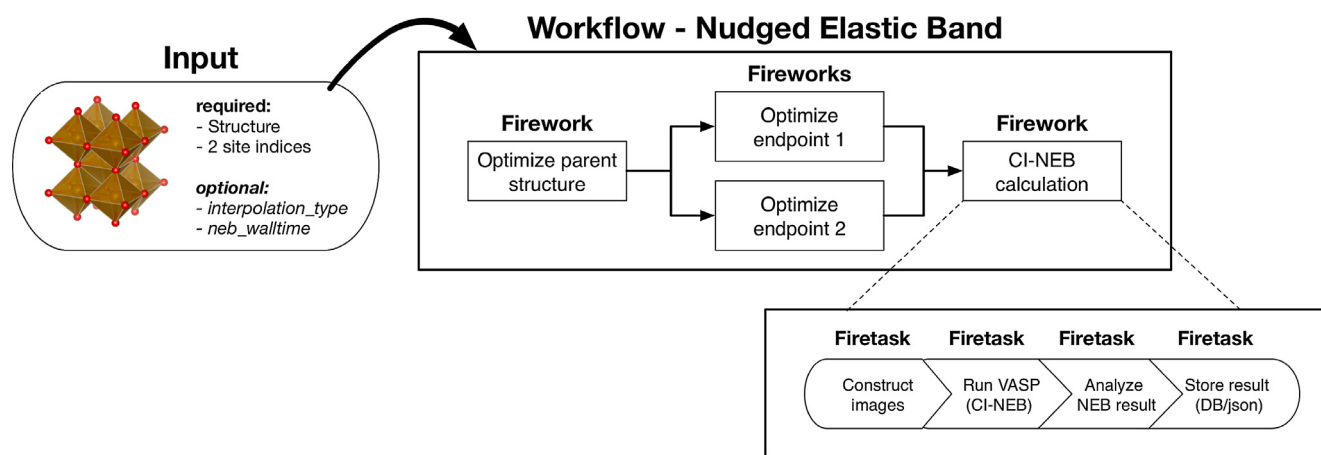 Workflow - Nudged Elastic Band
Input
required:
- Structure
- 2 site indices
optional:
- interpolation_type
- neb_walltime
Fireworks
Firework
Optimize parent
structure
Optimize
endpoint 1
Optimize
endpoint 2
Firework
CI-NEB
calculation
Firetask
Firetask
Firetask
Firetask
Construct
images
Run VASP
(CI-NEB)
Analyze
NEB result
Store result
(DB/json)